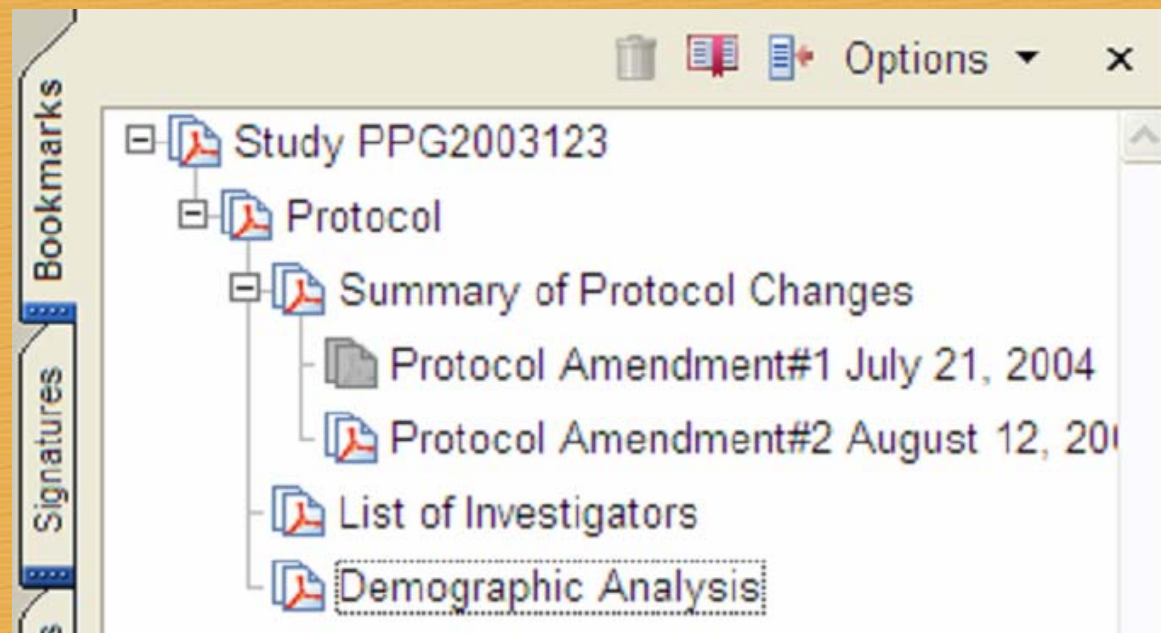 Options
Bookmarks
Signatures
Study PPG2003123
Protocol
Summary of Protocol Changes
Protocol Amendment#1 July 21, 2004
Protocol Amendment#2 August 12,
List of Investigators
Demographic Analysis